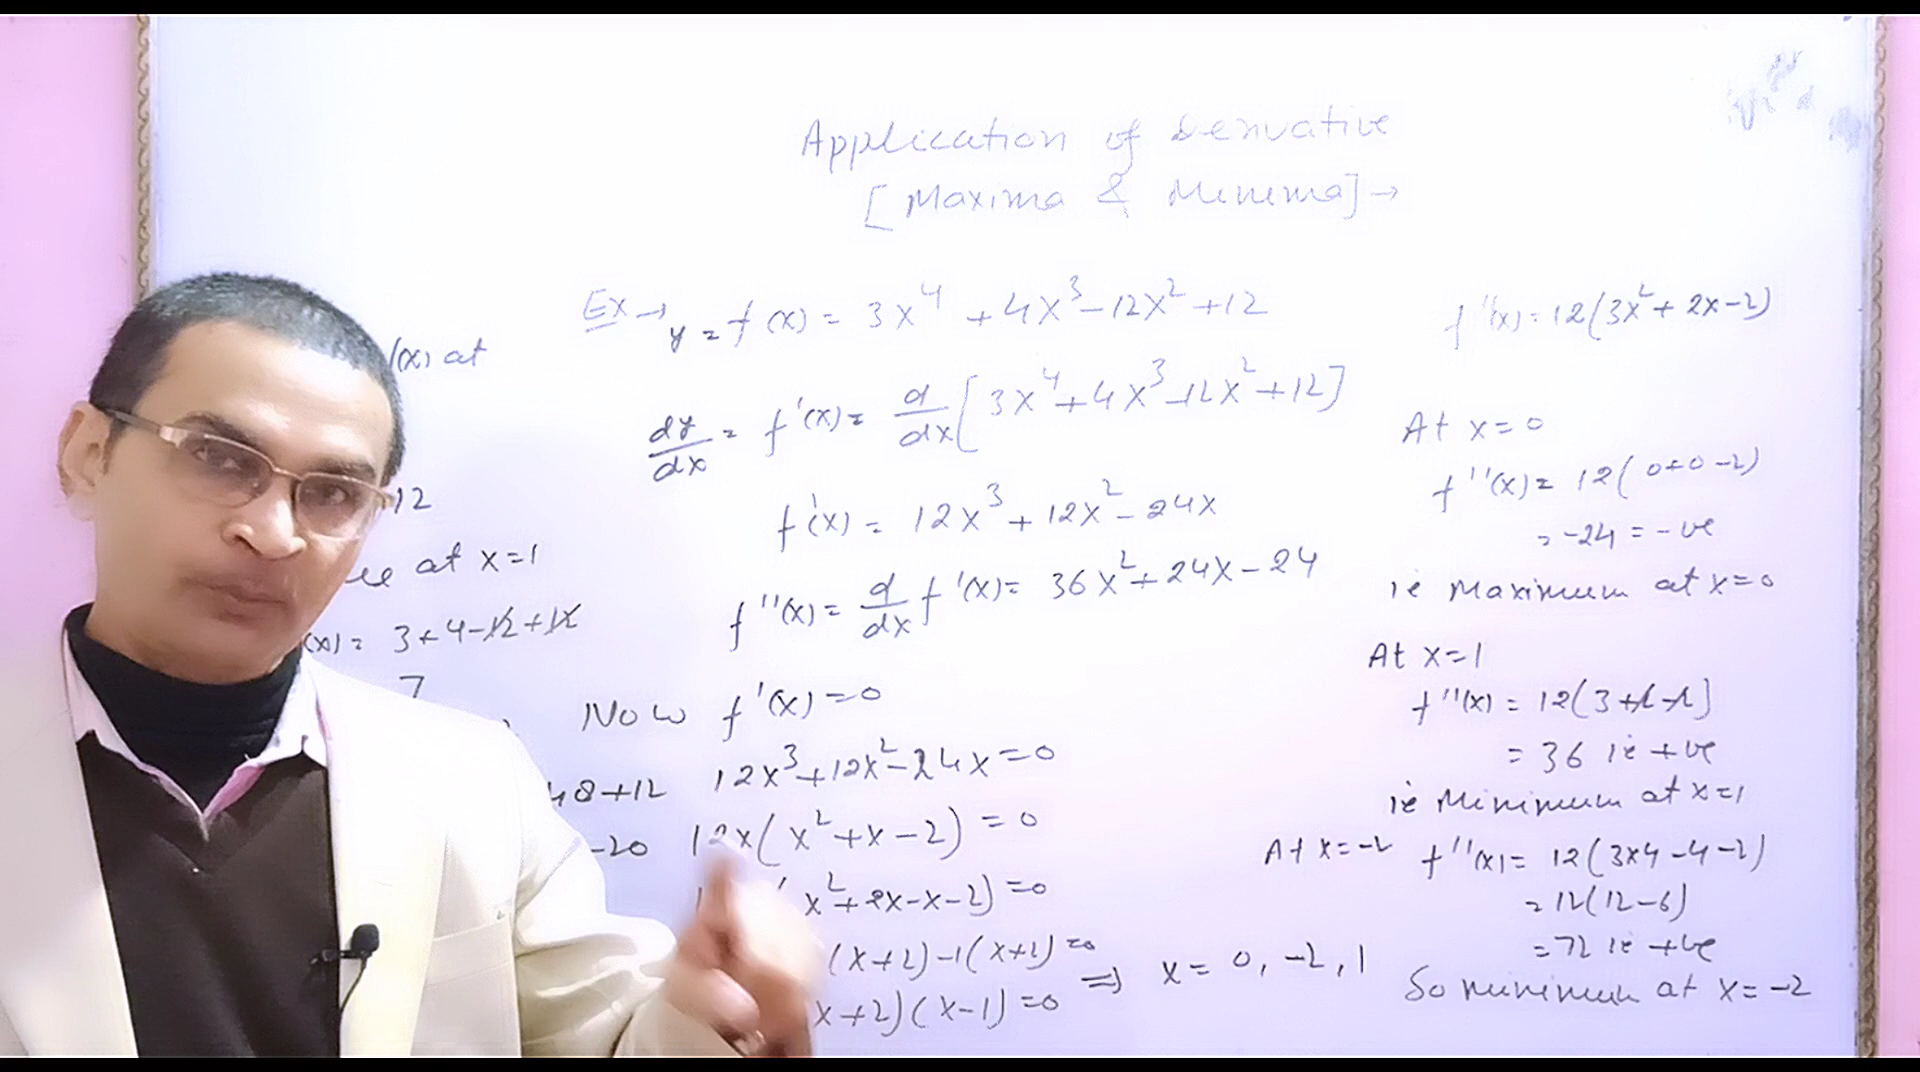 Application of Derivative
[Maxima & Minima] →
Ex → y = f(x) = 3x⁴ + 4x³ - 12x² + 12
dy/dx = f'(x) = d/dx [3x⁴ + 4x³ - 12x² + 12]
f'(x) = 12x³ + 12x² - 24x
f''(x) = d/dx f'(x) = 36x² + 24x - 24
Now f'(x) = 0
12x³ + 12x² - 24x = 0
12x(x² + x - 2) = 0
x² + 2x - x - 2) = 0
(x+2) - 1(x+2) = 0
x+2)(x-1) = 0 ⇒ x = 0, -2, 1
f''(x) = 12(3x² + 2x - 2)
At x = 0
f''(x) = 12(0+0-2)
= -24 = -ve
ie Maximum at x = 0
At x = 1
f''(x) = 12(3+2-2]
= 36 ie +ve
ie Minimum at x = 1
At x = -2 f''(x) = 12(3×4-4-2)
= 12(12-6)
= 72 ie +ve
So minimum at x = -2
(x) at
12
at x = 1
(x) = 3+4-12+12
7
48+12
-20